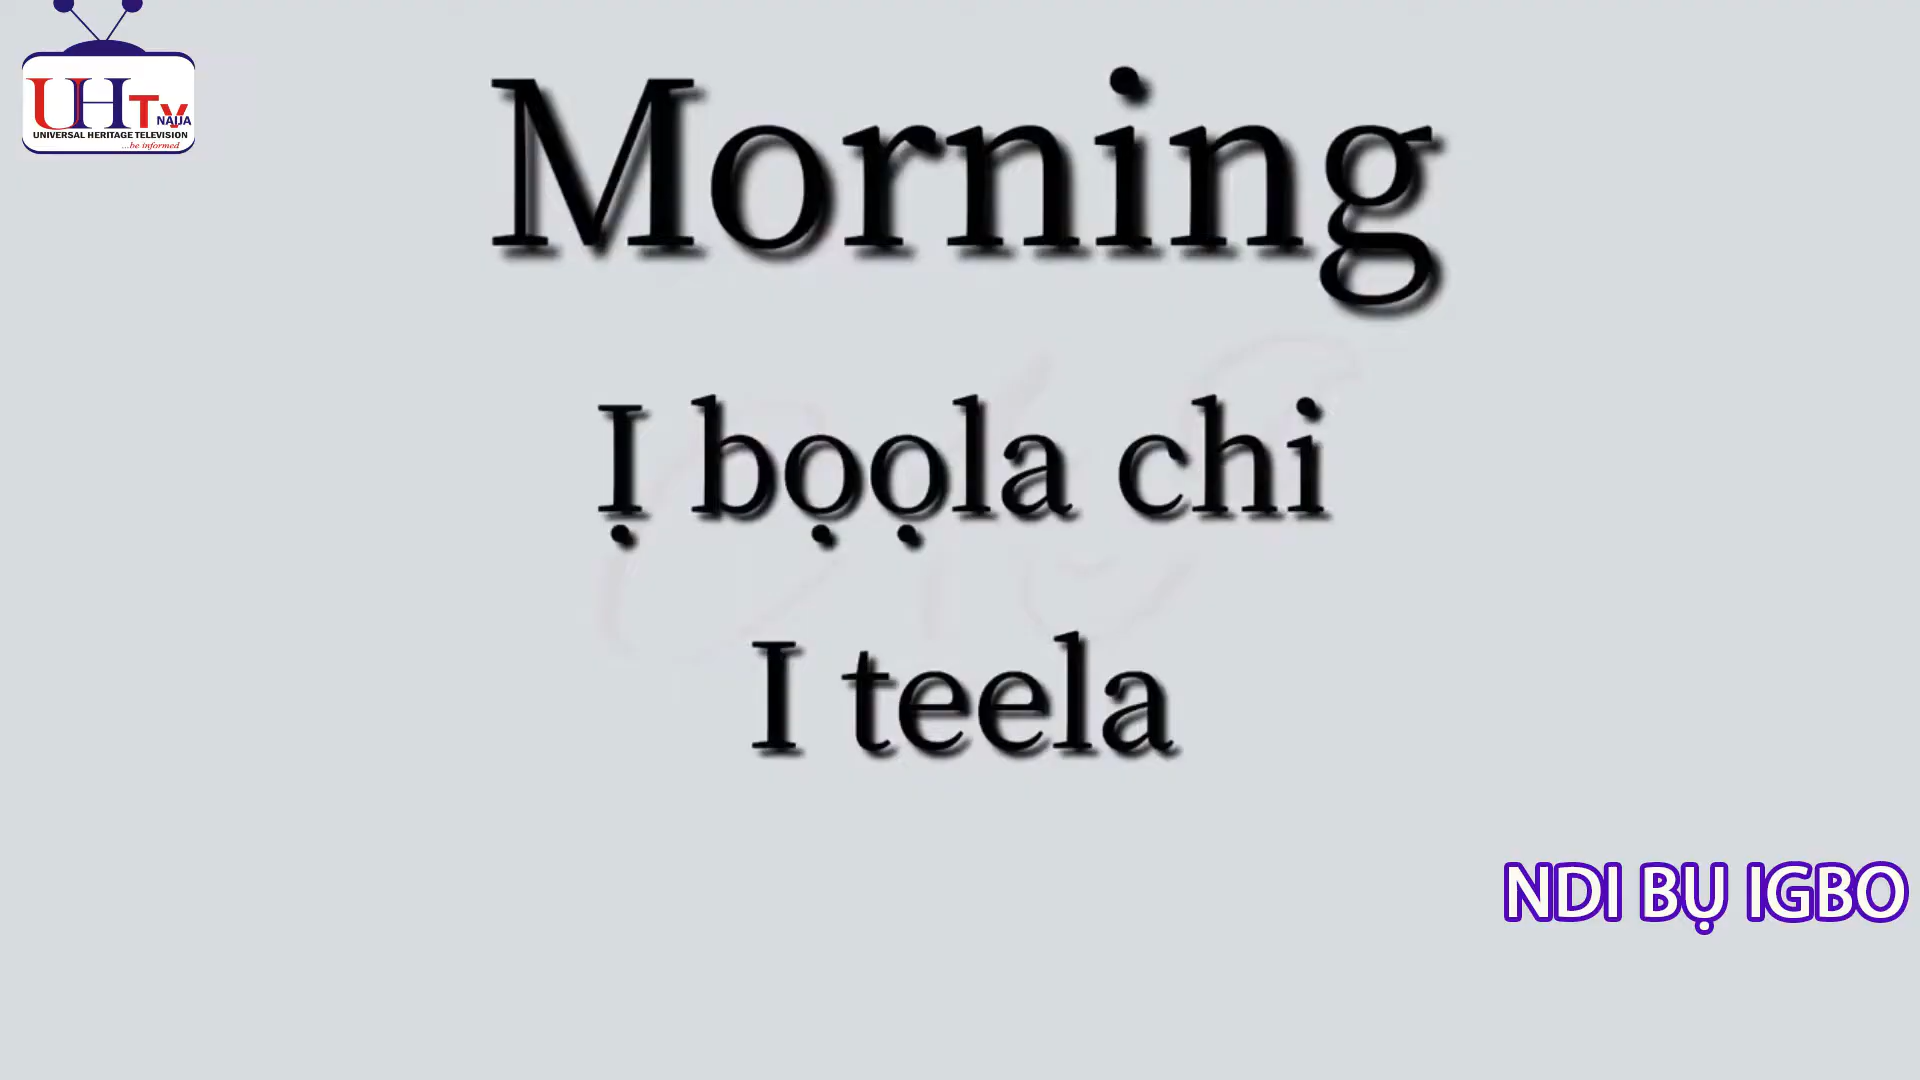 UHTv
NAIJA
UNIVERSAL HERITAGE TELEVISION
...be informed
Morning
Ị bọọla chi
I teela
NDI BỤ IGBO